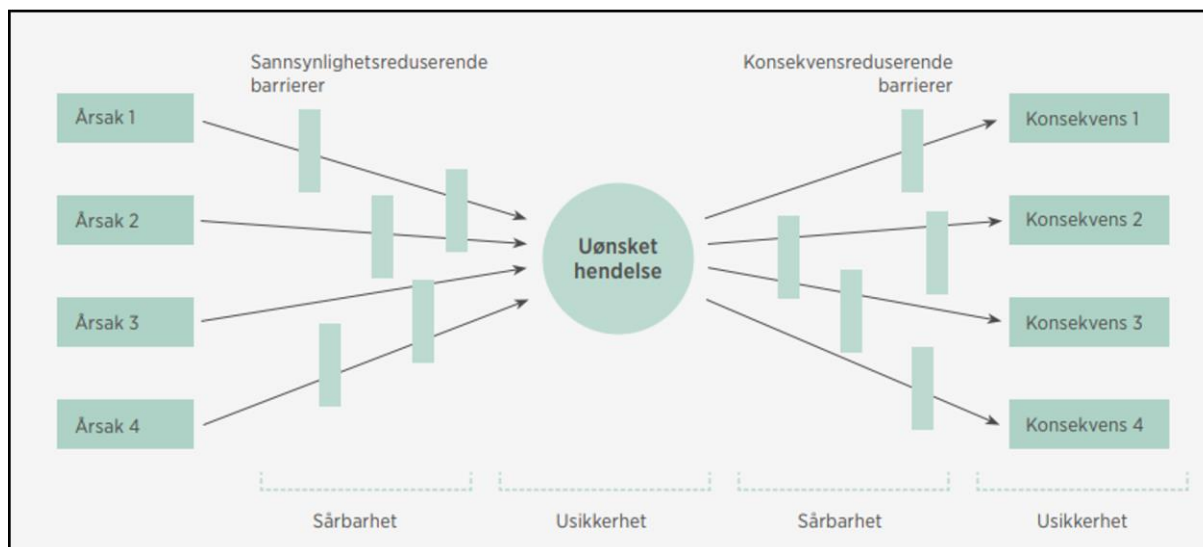 Sannsynlighetsreduserende
barrierer
Konsekvensreduserende
barrierer
Årsak 1
Årsak 2
Årsak 3
Årsak 4
Uønsket
hendelse
Konsekvens 1
Konsekvens 2
Konsekvens 3
Konsekvens 4
Sårbarhet
Usikkerhet
Sårbarhet
Usikkerhet